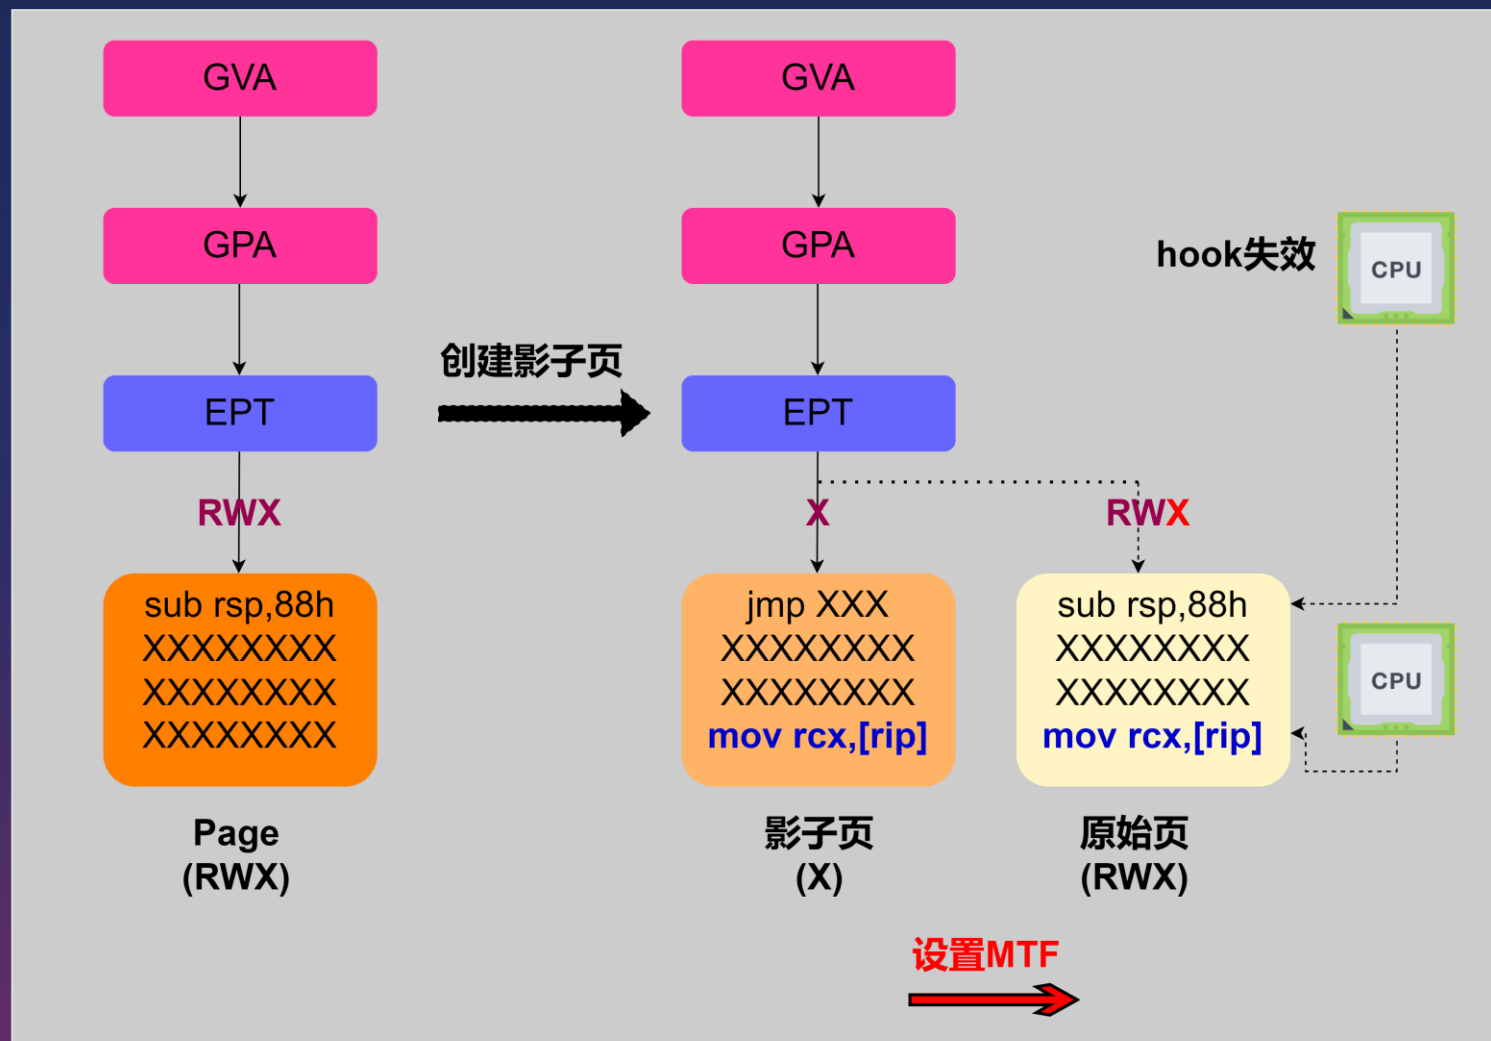 GVA
GPA
EPT
RWX
sub rsp,88h
XXXXXXXX
XXXXXXXX
XXXXXXXX
Page
(RWX)
创建影子页
GVA
GPA
EPT
X
jmp XXX
XXXXXXXX
XXXXXXXX
mov rcx,[rip]
影子页
(X)
RWX
sub rsp,88h
XXXXXXXX
XXXXXXXX
mov rcx,[rip]
原始页
(RWX)
hook失效
CPU
CPU
设置MTF